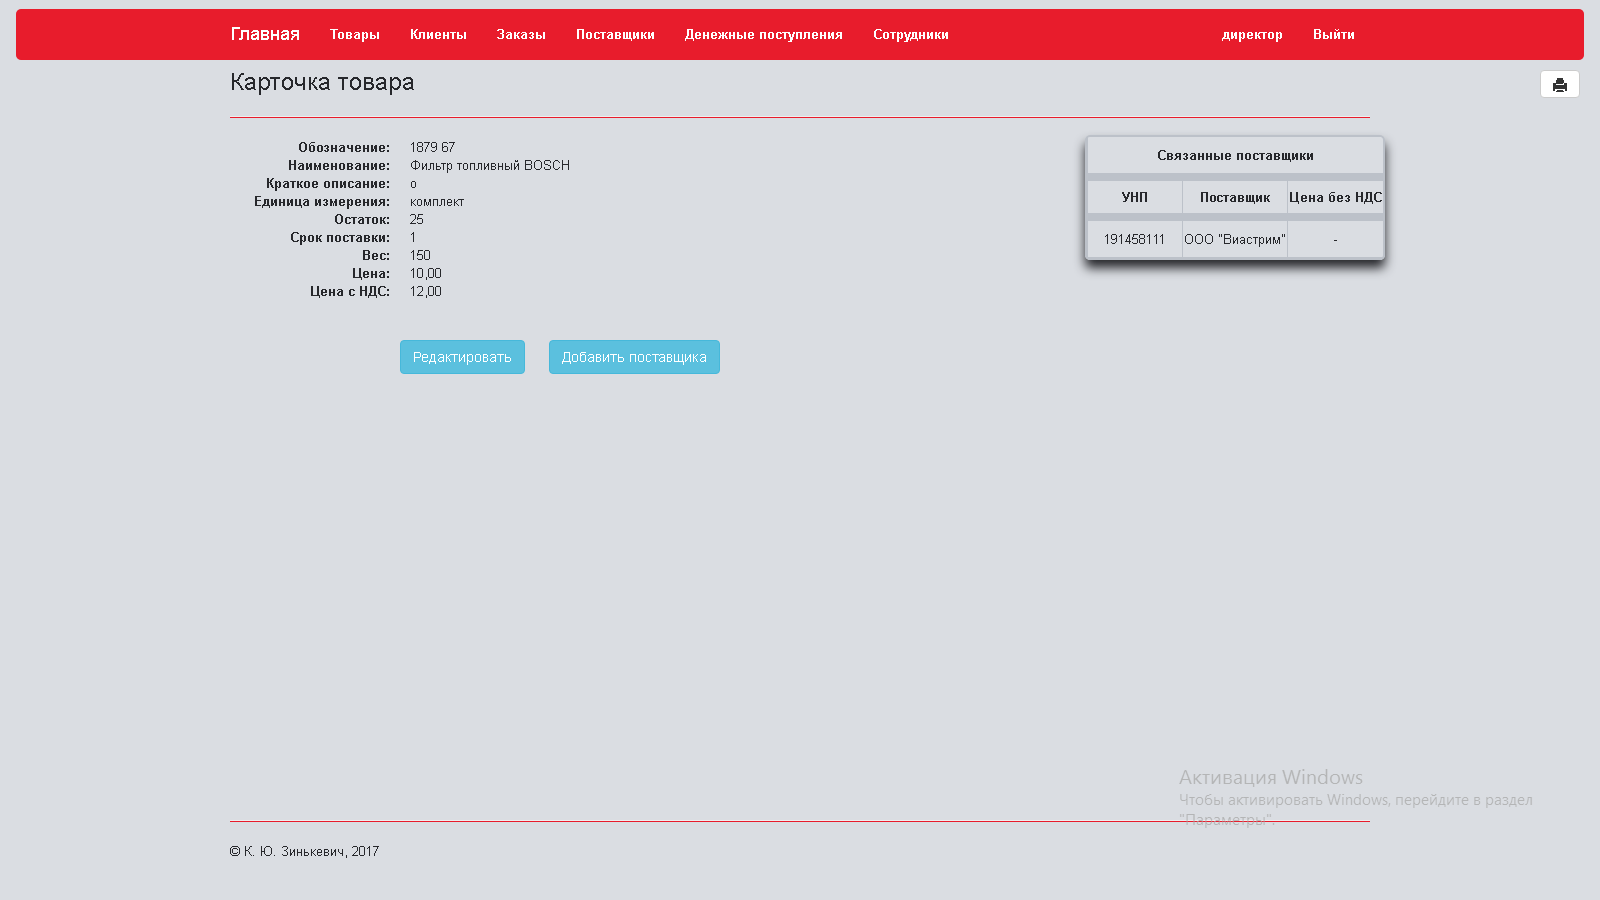 Главная Товары Клиенты Заказы Поставщики Денежные поступления Сотрудники директор Выйти
Карточка товара
Обозначение: 1879 67
Наименование: Фильтр топливный BOSCH
Краткое описание: о
Единица измерения: комплект
Остаток: 25
Срок поставки: 1
Вес: 150
Цена: 10,00
Цена с НДС: 12,00
Редактировать Добавить поставщика
Связанные поставщики
УНП Поставщик Цена без НДС
191458111 ООО "Виастрим" -
Активация Windows
Чтобы активировать Windows, перейдите в раздел
"Параметры".
© К. Ю. Зинькевич, 2017